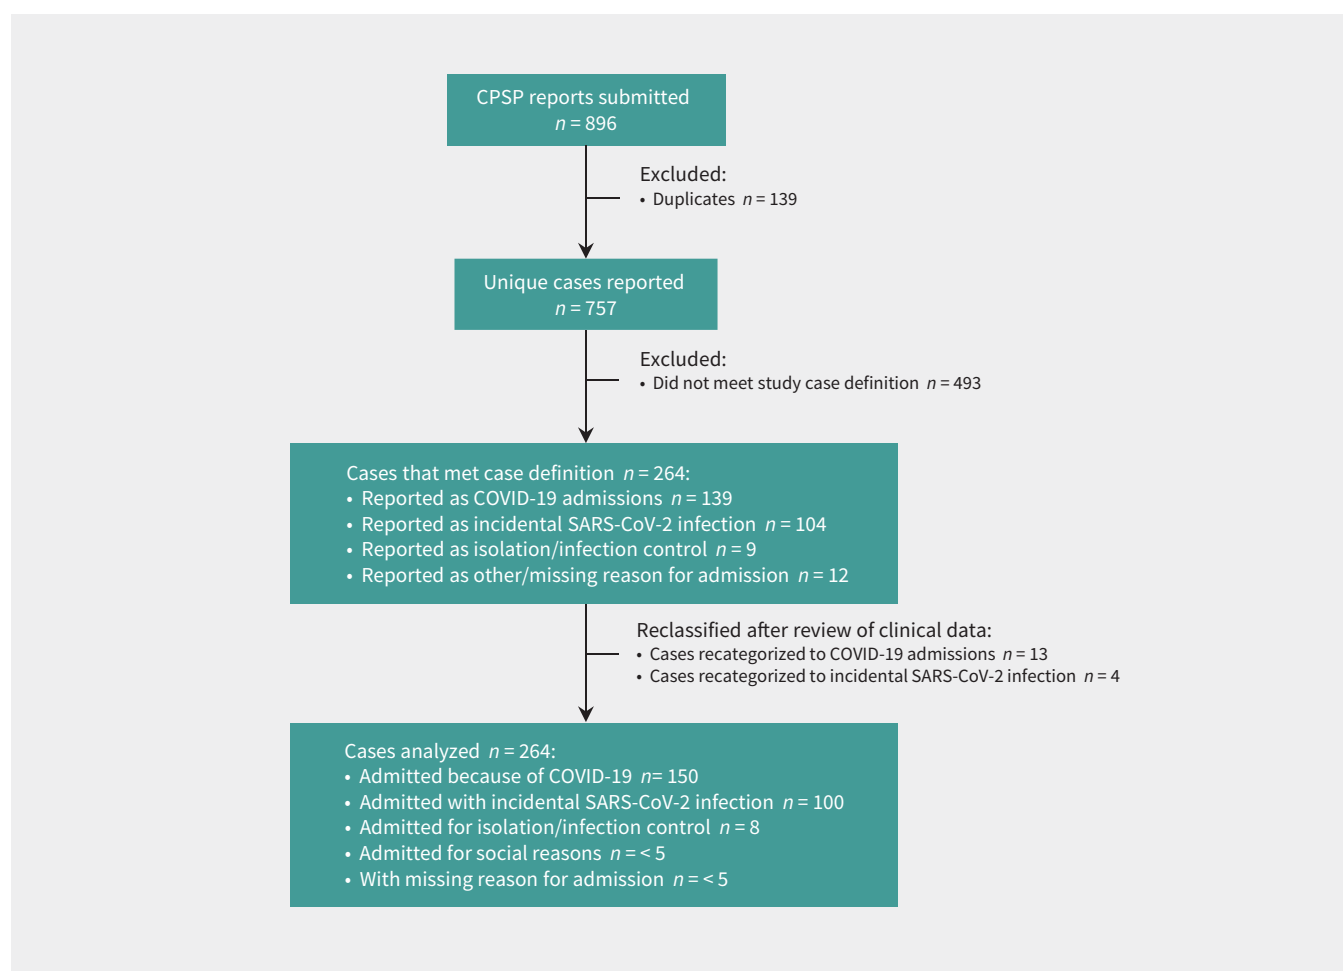 CPSP reports submitted
n = 896
Excluded:
• Duplicates n = 139
Unique cases reported
n = 757
Excluded:
• Did not meet study case definition n = 493
Cases that met case definition n = 264:
• Reported as COVID-19 admissions n = 139
• Reported as incidental SARS-CoV-2 infection n = 104
• Reported as isolation/infection control n = 9
• Reported as other/missing reason for admission n = 12
Reclassified after review of clinical data:
• Cases recategorized to COVID-19 admissions n = 13
• Cases recategorized to incidental SARS-CoV-2 infection n = 4
Cases analyzed n = 264:
• Admitted because of COVID-19 n= 150
• Admitted with incidental SARS-CoV-2 infection n = 100
• Admitted for isolation/infection control n = 8
• Admitted for social reasons n = < 5
• With missing reason for admission n = < 5